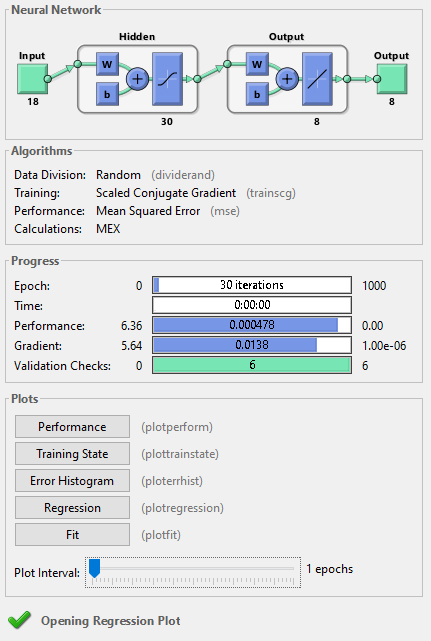 Neural Network
Hidden
Output
Input
W
b
+
W
b
+
Output
18
30
8
8
Algorithms
Data Division: Random (dividerand)
Training: Scaled Conjugate Gradient (trainscg)
Performance: Mean Squared Error (mse)
Calculations: MEX
Progress
Epoch: 0 30 iterations 1000
Time: 0:00:00
Performance: 6.36 0.000478 0.00
Gradient: 5.64 0.0138 1.00e-06
Validation Checks: 0 6 6
Plots
Performance (plotperform)
Training State (plottrainstate)
Error Histogram (ploterrhist)
Regression (plotregression)
Fit (plotfit)
Plot Interval: 1 epochs
Opening Regression Plot